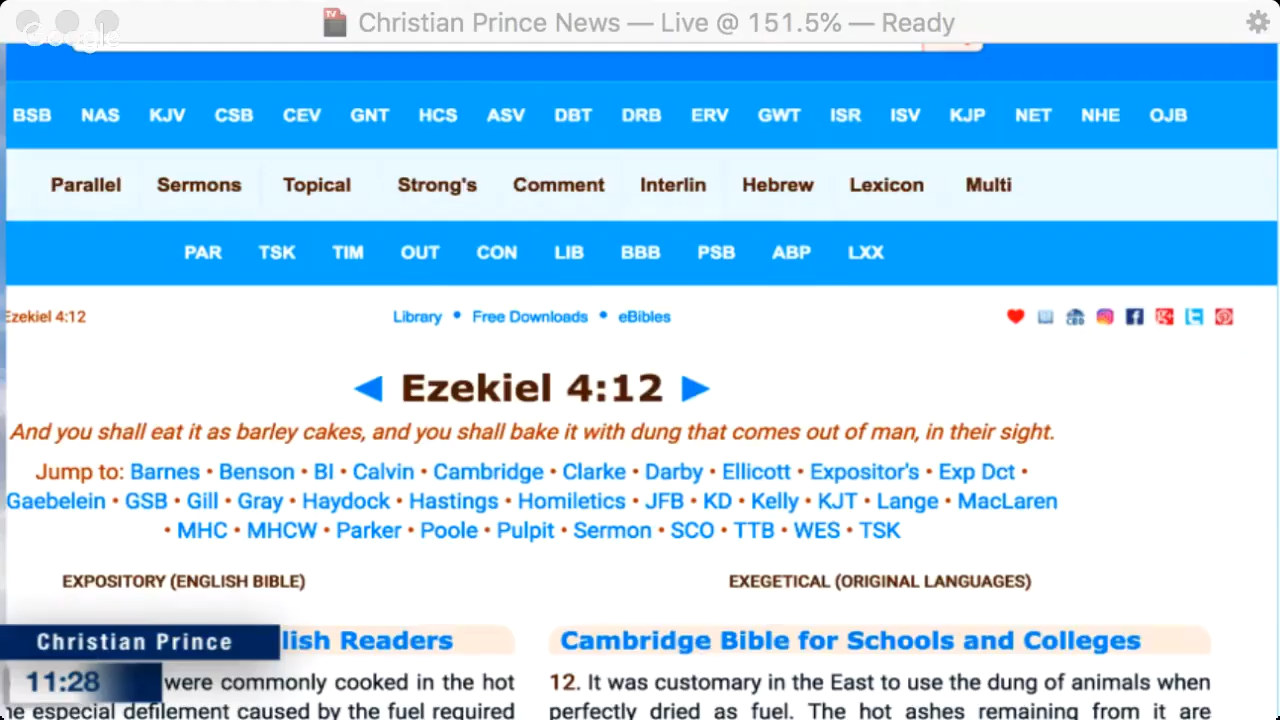 Christian Prince News — Live @ 151.5% — Ready
Google
BSB NAS KJV CSB CEV GNT HCS ASV DBT DRB ERV GWT ISR ISV KJP NET NHE OJB
Parallel Sermons Topical Strong's Comment Interlin Hebrew Lexicon Multi
PAR TSK TIM OUT CON LIB BBB PSB ABP LXX
Ezekiel 4:12 Library • Free Downloads • eBibles
◄ Ezekiel 4:12 ►
And you shall eat it as barley cakes, and you shall bake it with dung that comes out of man, in their sight.
Jump to: Barnes • Benson • BI • Calvin • Cambridge • Clarke • Darby • Ellicott • Expositor's • Exp Dct •
Gaebelein • GSB • Gill • Gray • Haydock • Hastings • Homiletics • JFB • KD • Kelly • KJT • Lange • MacLaren
• MHC • MHCW • Parker • Poole • Pulpit • Sermon • SCO • TTB • WES • TSK
EXPOSITORY (ENGLISH BIBLE)
lish Readers
were commonly cooked in the hot
especial defilement caused by the fuel required
EXEGETICAL (ORIGINAL LANGUAGES)
Cambridge Bible for Schools and Colleges
12. It was customary in the East to use the dung of animals when
perfectly dried as fuel. The hot ashes remaining from it are
Christian Prince
11:28